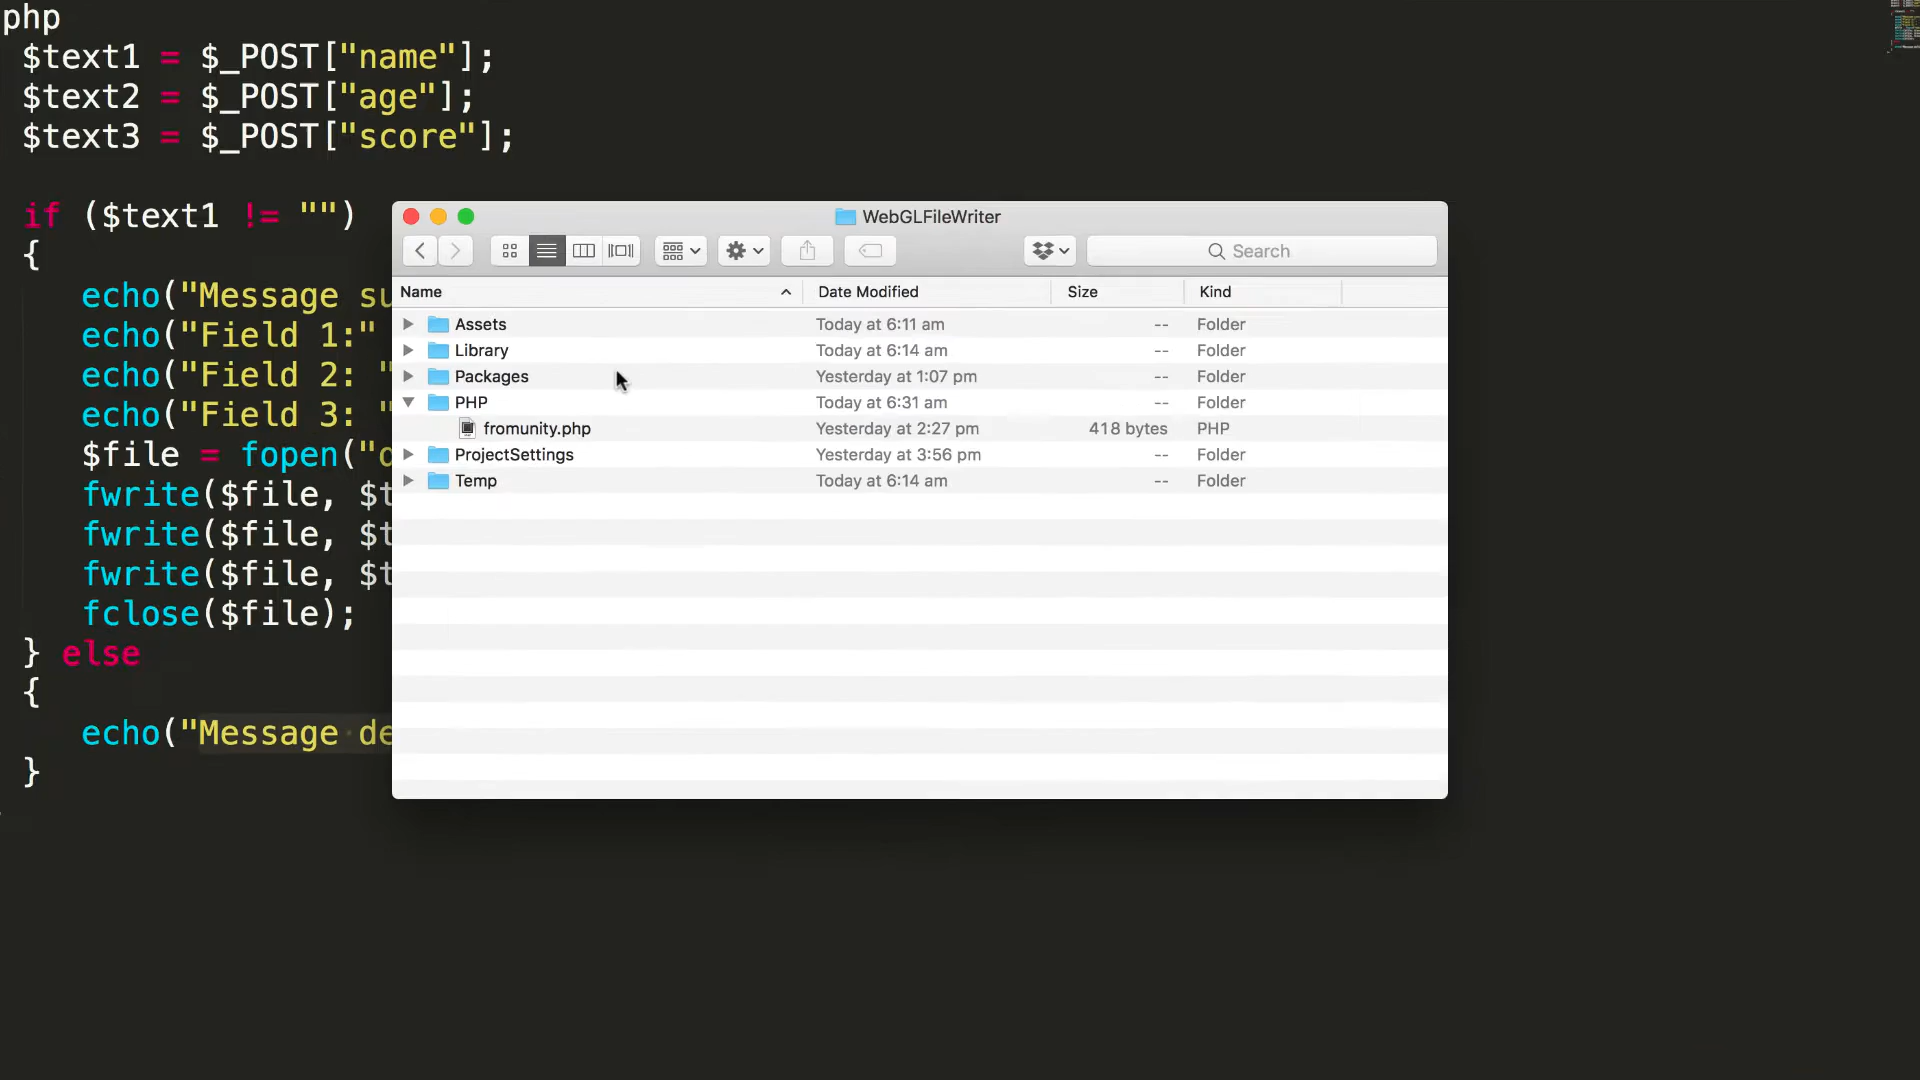 php
$text1 = $_POST["name"];
$text2 = $_POST["age"];
$text3 = $_POST["score"];
if ($text1 != "")
{
echo("Message su
echo("Field 1:"
echo("Field 2: "
echo("Field 3: "
$file = fopen("
fwrite($file, $t
fwrite($file, $t
fwrite($file, $t
fclose($file);
} else
{
echo("Message de
}
WebGLFileWriter
Search
Name Date Modified Size Kind
Assets Today at 6:11 am -- Folder
Library Today at 6:14 am -- Folder
Packages Yesterday at 1:07 pm -- Folder
PHP Today at 6:31 am -- Folder
fromunity.php Yesterday at 2:27 pm 418 bytes PHP
ProjectSettings Yesterday at 3:56 pm -- Folder
Temp Today at 6:14 am -- Folder